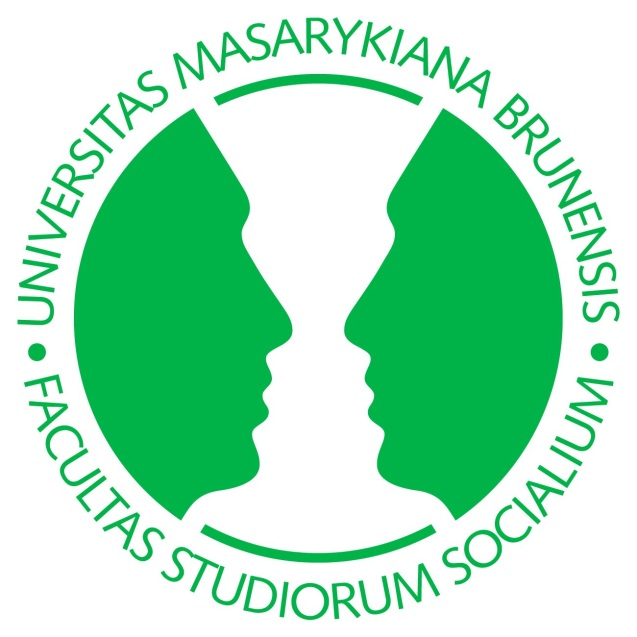 UNIVERSITAS MASARYKIANA BRUNENSIS
• FACULTAS STUDIORUM SOCIALIUM •